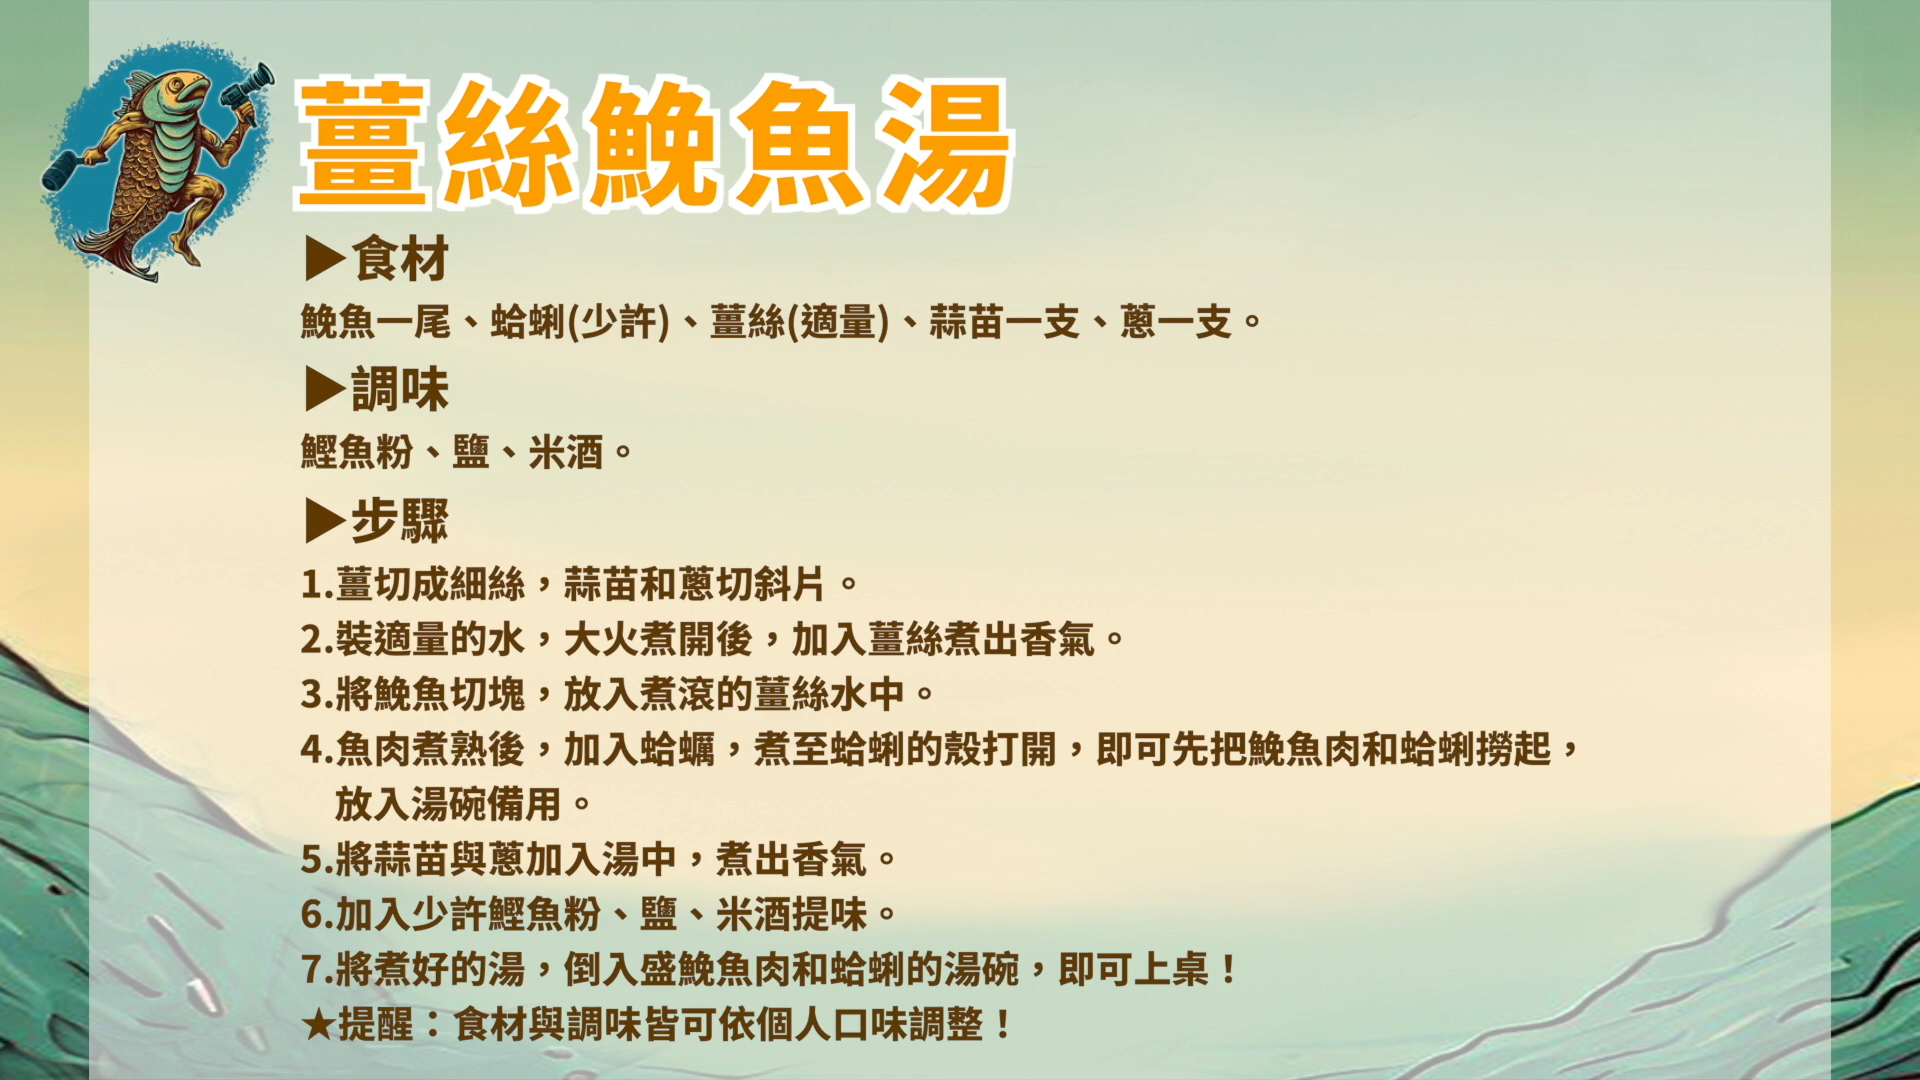 薑絲鮸魚湯
▶食材
鮸魚一尾、蛤蜊(少許)、薑絲(適量)、蒜苗一支、蔥一支。
▶調味
鰹魚粉、鹽、米酒。
▶步驟
1.薑切成細絲，蒜苗和蔥切斜片。
2.裝適量的水，大火煮開後，加入薑絲煮出香氣。
3.將鮸魚切塊，放入煮滾的薑絲水中。
4.魚肉煮熟後，加入蛤蠣，煮至蛤蜊的殼打開，即可先把鮸魚肉和蛤蜊撈起，
放入湯碗備用。
5.將蒜苗與蔥加入湯中，煮出香氣。
6.加入少許鰹魚粉、鹽、米酒提味。
7.將煮好的湯，倒入盛鮸魚肉和蛤蜊的湯碗，即可上桌！
★提醒：食材與調味皆可依個人口味調整！